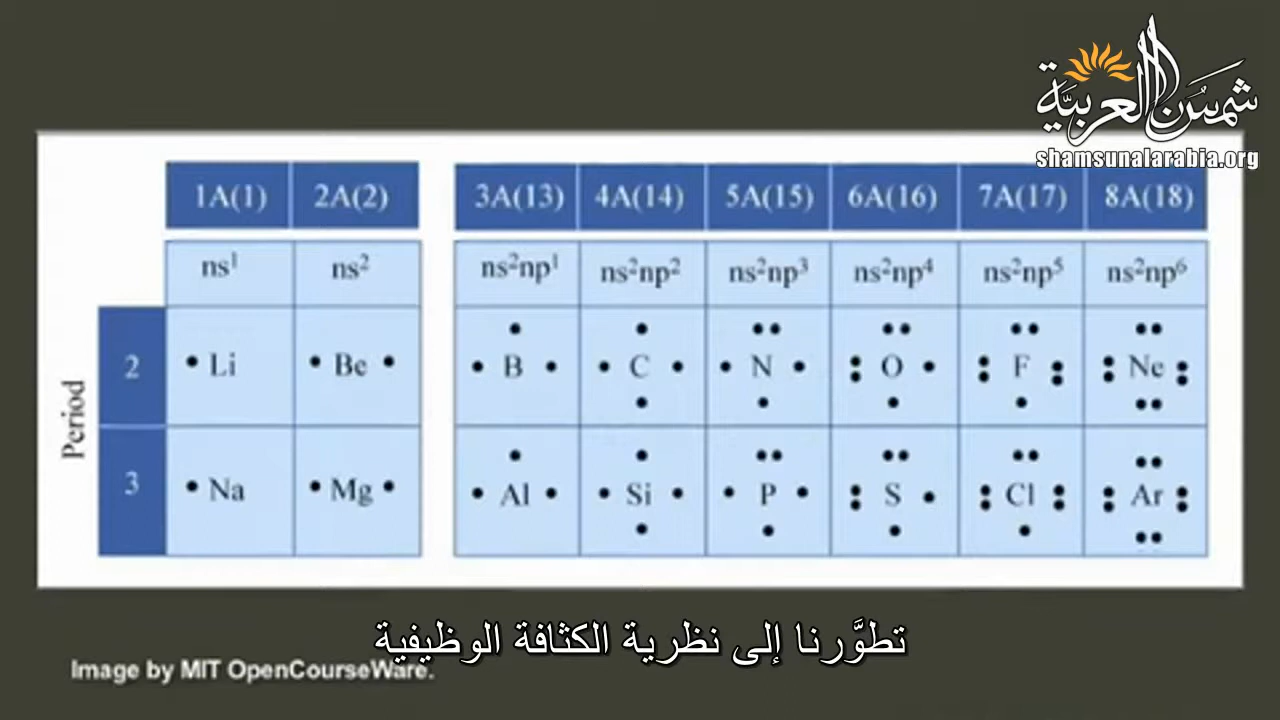 شمسن العربية
shamsunalarabia.org
1A(1) 2A(2) 3A(13) 4A(14) 5A(15) 6A(16) 7A(17) 8A(18)
ns¹ ns² ns²np¹ ns²np² ns²np³ ns²np⁴ ns²np⁵ ns²np⁶
Period
2 Li Be B C N O F Ne
3 Na Mg Al Si P S Cl Ar
تطوَّرنا إلى نظرية الكثافة الوظيفية
Image by MIT OpenCourseWare.